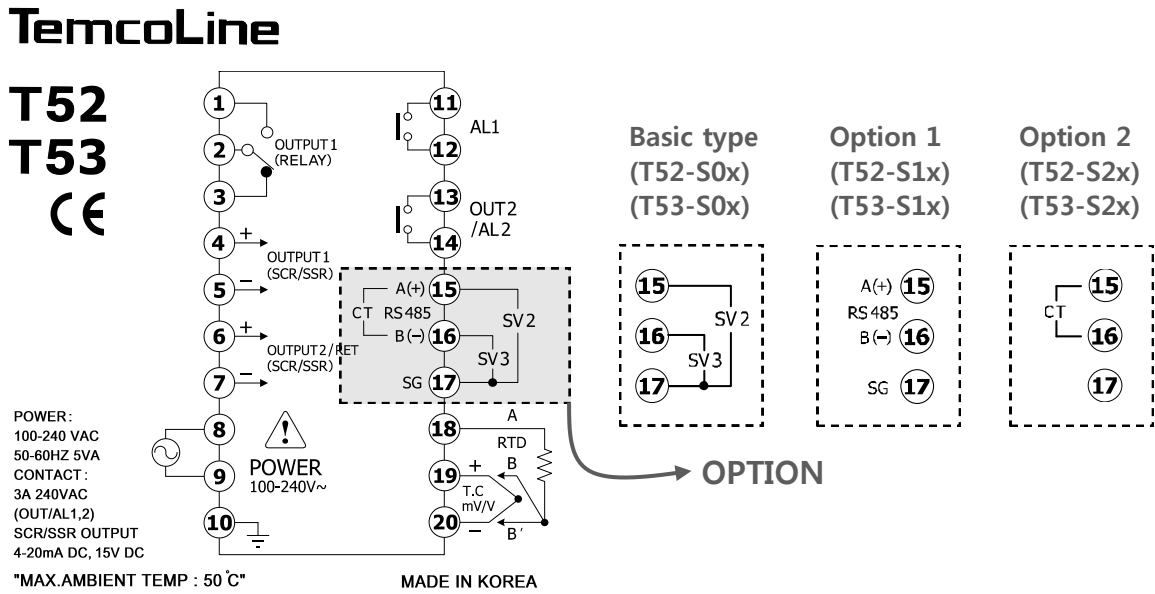 TemcoLine
T52
T53
CE
1
2
3
4
5
6
7
8
9
10
OUTPUT 1
(RELAY)
+
OUTPUT 1
(SCR/SSR)
−
+
OUTPUT 2 / RET
(SCR/SSR)
−
POWER
100-240V~
11
12
13
14
15
16
17
18
19
20
AL1
OUT2
/AL2
A(+)
CT RS485
B(−)
SG
SV2
SV3
A
RTD
+
B
T.C
mV/V
−
B'
POWER :
100-240 VAC
50-60HZ 5VA
CONTACT :
3A 240VAC
(OUT/AL1,2)
SCR/SSR OUTPUT
4-20mA DC, 15V DC
"MAX.AMBIENT TEMP : 50˚C"
MADE IN KOREA
OPTION
Basic type
(T52-S0x)
(T53-S0x)
15
16
17
SV2
SV3
Option 1
(T52-S1x)
(T53-S1x)
A(+) 15
RS485
B(−) 16
SG 17
Option 2
(T52-S2x)
(T53-S2x)
15
CT
16
17